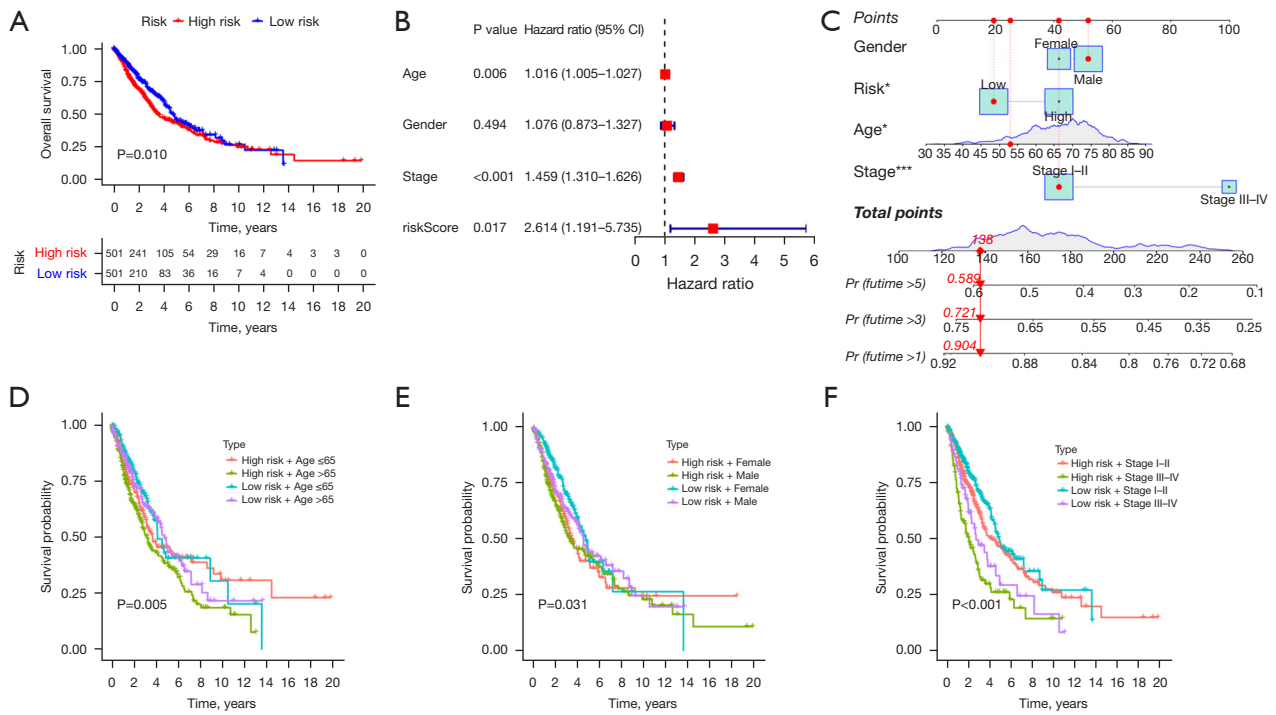 A
Risk High risk Low risk
Overall survival
1.00
0.75
0.50
0.25
0.00
P=0.010
0 2 4 6 8 10 12 14 16 18 20
Time, years
Risk
High risk 501 241 105 54 29 16 7 4 3 3 0
Low risk 501 210 83 36 16 7 4 0 0 0 0
0 2 4 6 8 10 12 14 16 18 20
Time, years
B
P value Hazard ratio (95% CI)
Age 0.006 1.016 (1.005–1.027)
Gender 0.494 1.076 (0.873–1.327)
Stage <0.001 1.459 (1.310–1.626)
riskScore 0.017 2.614 (1.191–5.735)
0 1 2 3 4 5 6
Hazard ratio
C
Points
0 20 40 60 80 100
Gender
Female
Male
Risk*
Low
High
Age*
30 35 40 45 50 55 60 65 70 75 80 85 90
Stage***
Stage I–II
Stage III–IV
Total points
138
100 120 140 160 180 200 220 240 260
0.589
Pr (futime >5)
0.6 0.5 0.4 0.3 0.2 0.1
0.721
Pr (futime >3)
0.75 0.65 0.55 0.45 0.35 0.25
0.904
Pr (futime >1)
0.92 0.88 0.84 0.8 0.76 0.72 0.68
D
Survival probability
1.00
0.75
0.50
0.25
0.00
Type
High risk + Age ≤65
High risk + Age >65
Low risk + Age ≤65
Low risk + Age >65
P=0.005
0 2 4 6 8 10 12 14 16 18 20
Time, years
E
Survival probability
1.00
0.75
0.50
0.25
0.00
Type
High risk + Female
High risk + Male
Low risk + Female
Low risk + Male
P=0.031
0 2 4 6 8 10 12 14 16 18 20
Time, years
F
Survival probability
1.00
0.75
0.50
0.25
0.00
Type
High risk + Stage I–II
High risk + Stage III–IV
Low risk + Stage I–II
Low risk + Stage III–IV
P<0.001
0 2 4 6 8 10 12 14 16 18 20
Time, years